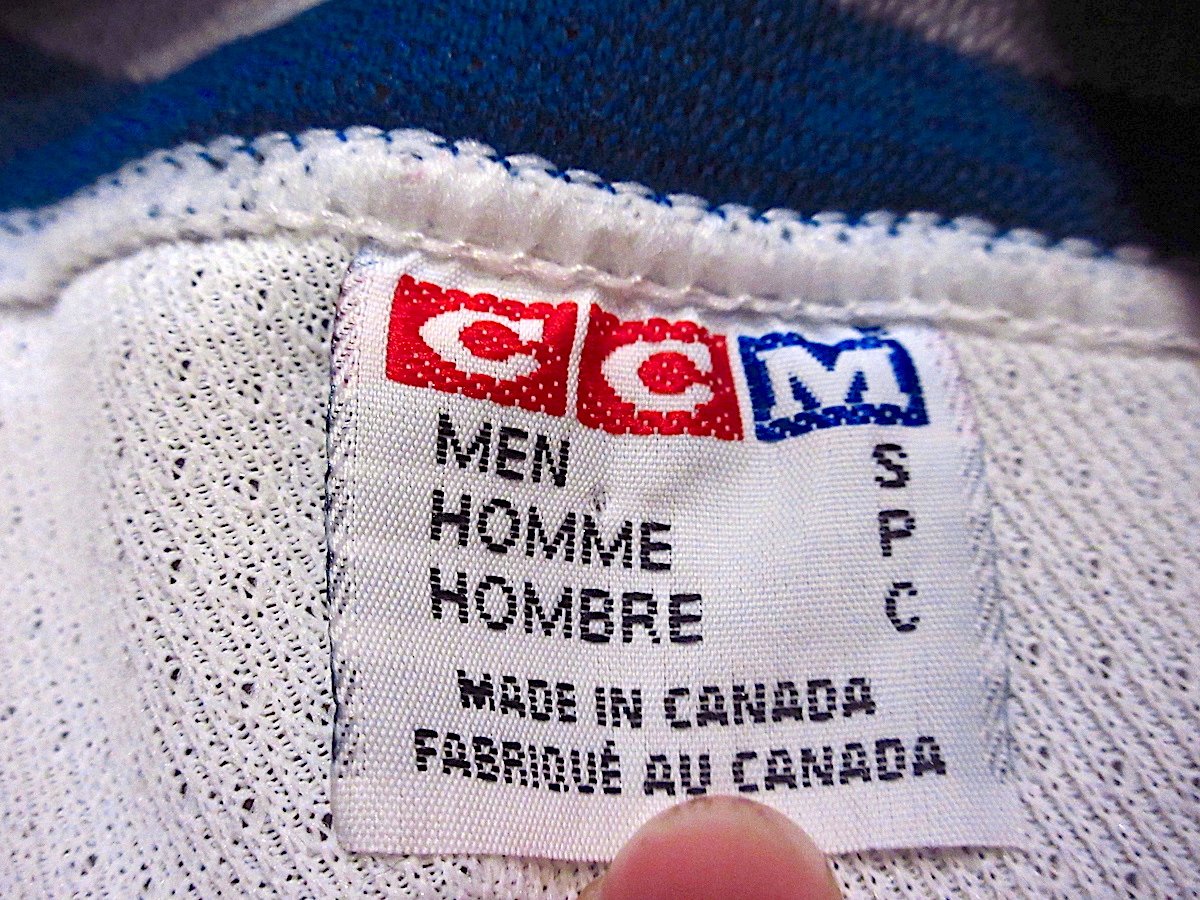 CCM
MEN S
HOMME P
HOMBRE C
MADE IN CANADA
FABRIQUÉ AU CANADA